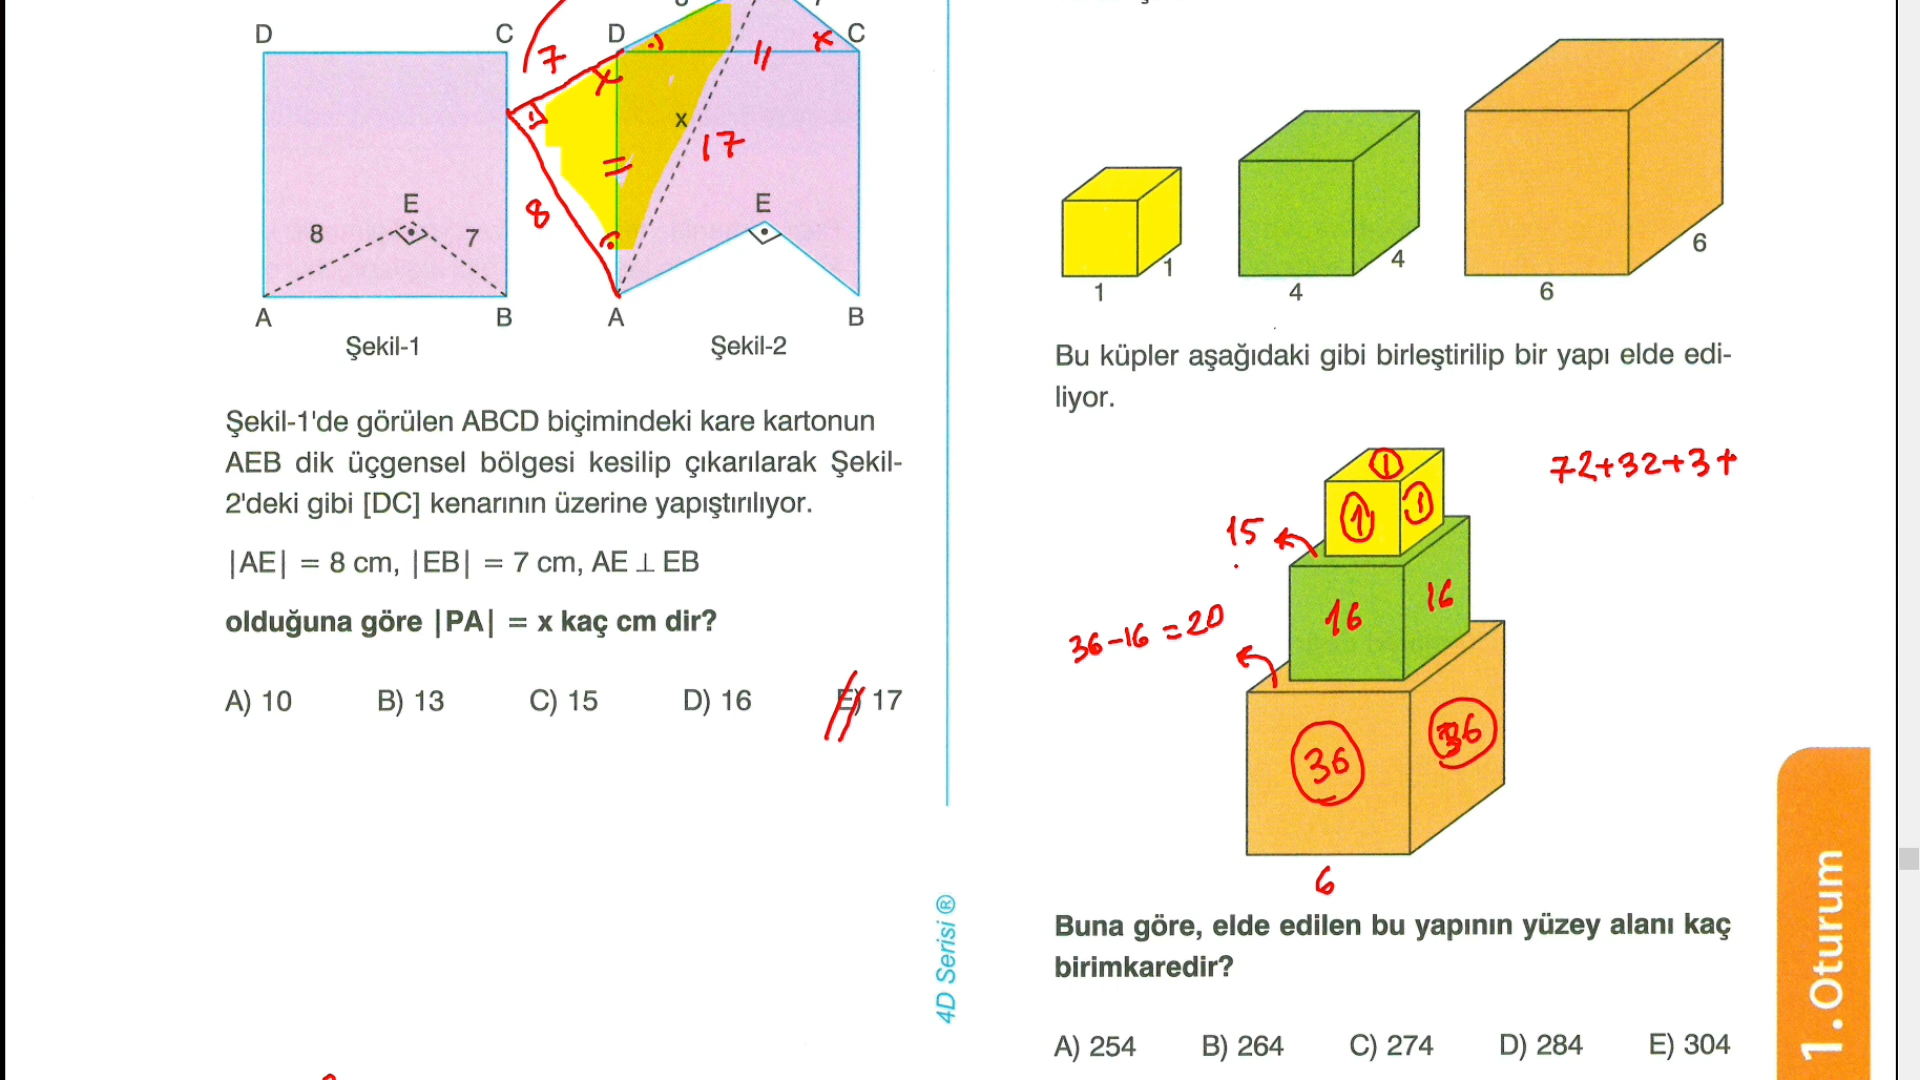 D
C
D
C
7
x
x
17
8
E
8
7
E
A
B
A
B
Şekil-1
Şekil-2
Şekil-1'de görülen ABCD biçimindeki kare kartonun
AEB dik üçgensel bölgesi kesilip çıkarılarak Şekil-
2'deki gibi [DC] kenarının üzerine yapıştırılıyor.
|AE| = 8 cm, |EB| = 7 cm, AE ⊥ EB
olduğuna göre |PA| = x kaç cm dir?
A) 10 B) 13 C) 15 D) 16 E) 17
4D Serisi ®
1
1
4
4
6
6
Bu küpler aşağıdaki gibi birleştirilip bir yapı elde edi-
liyor.
72+32+3+
1
1
1
15
16
16
36-16=20
36
36
6
Buna göre, elde edilen bu yapının yüzey alanı kaç
birimkaredir?
A) 254 B) 264 C) 274 D) 284 E) 304
1. Oturum